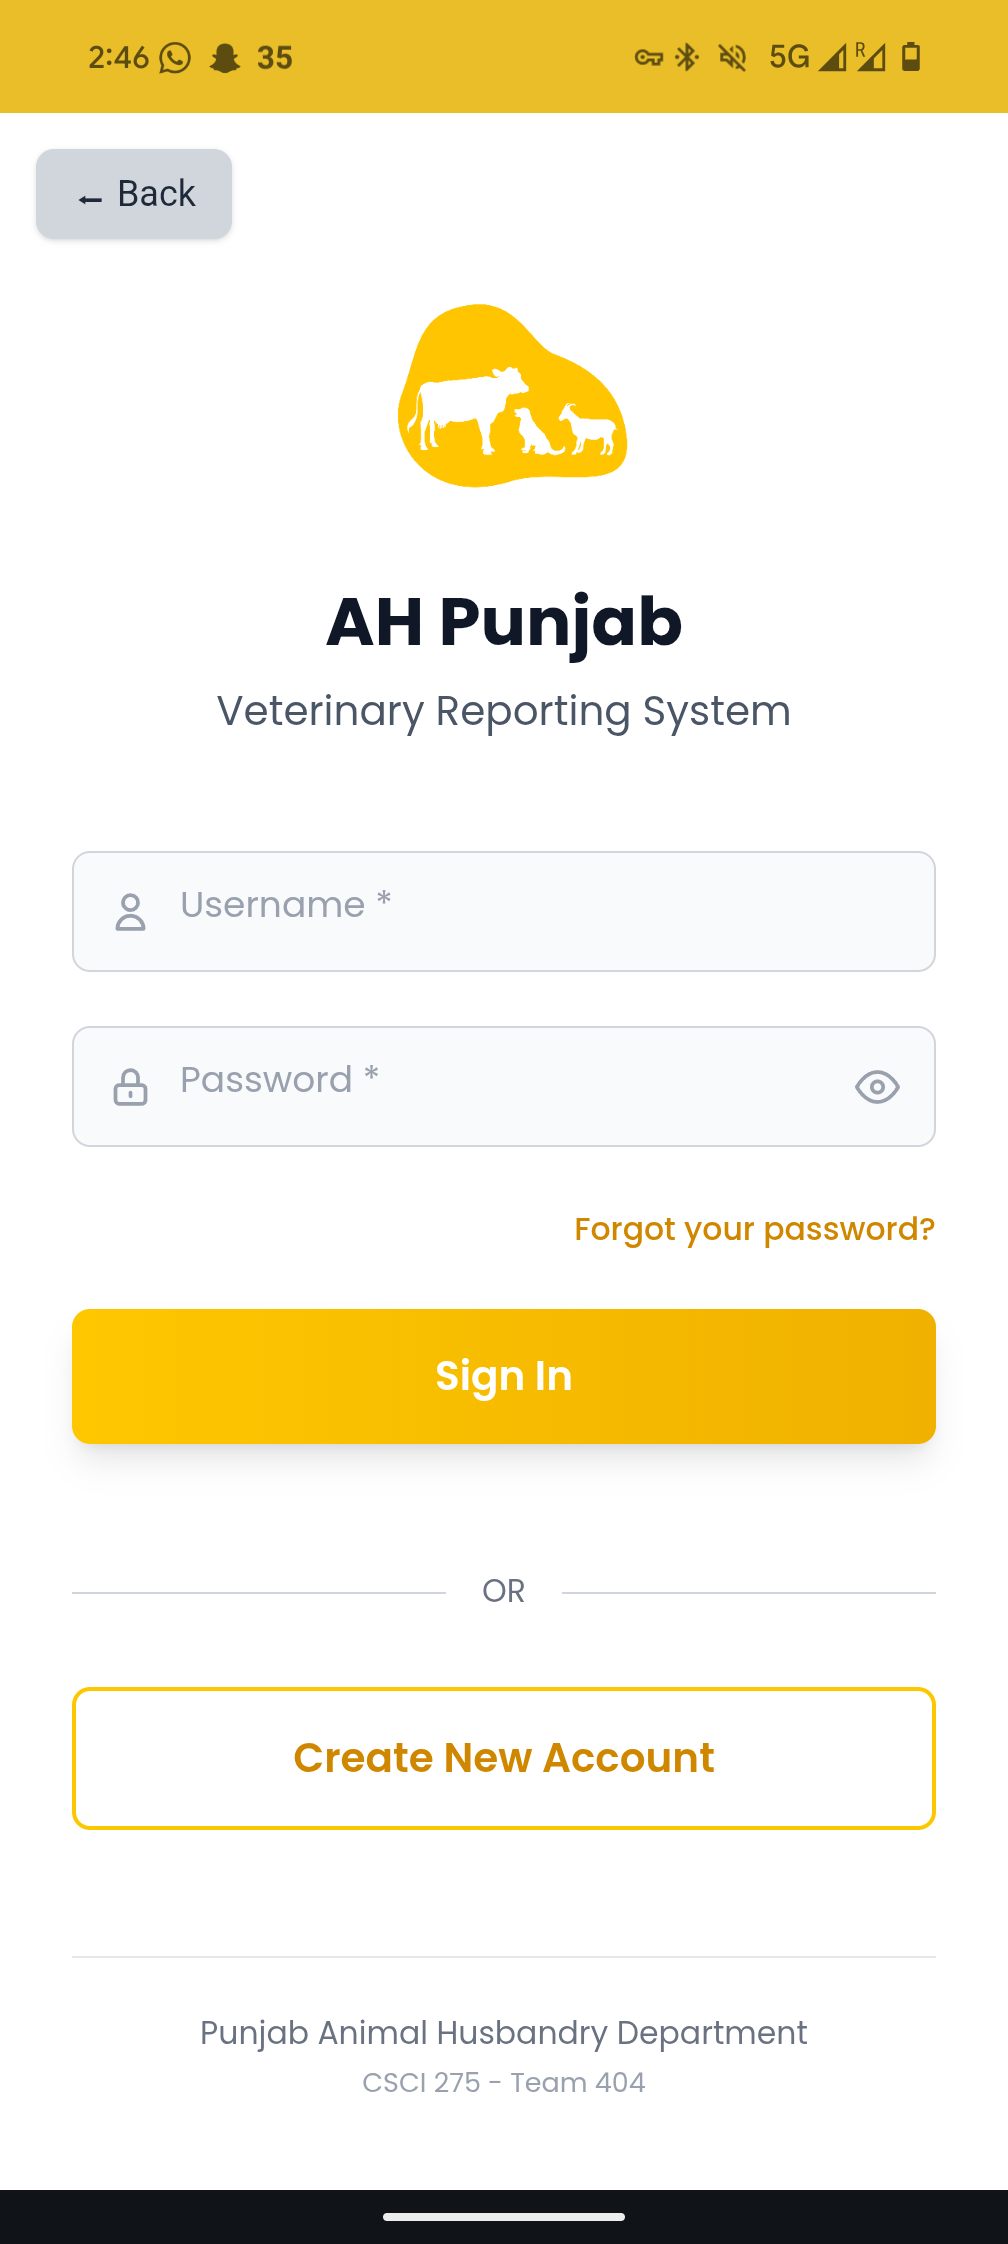 2:46 35 5G R
← Back
AH Punjab
Veterinary Reporting System
Username *
Password *
Forgot your password?
Sign In
OR
Create New Account
Punjab Animal Husbandry Department
CSCI 275 - Team 404